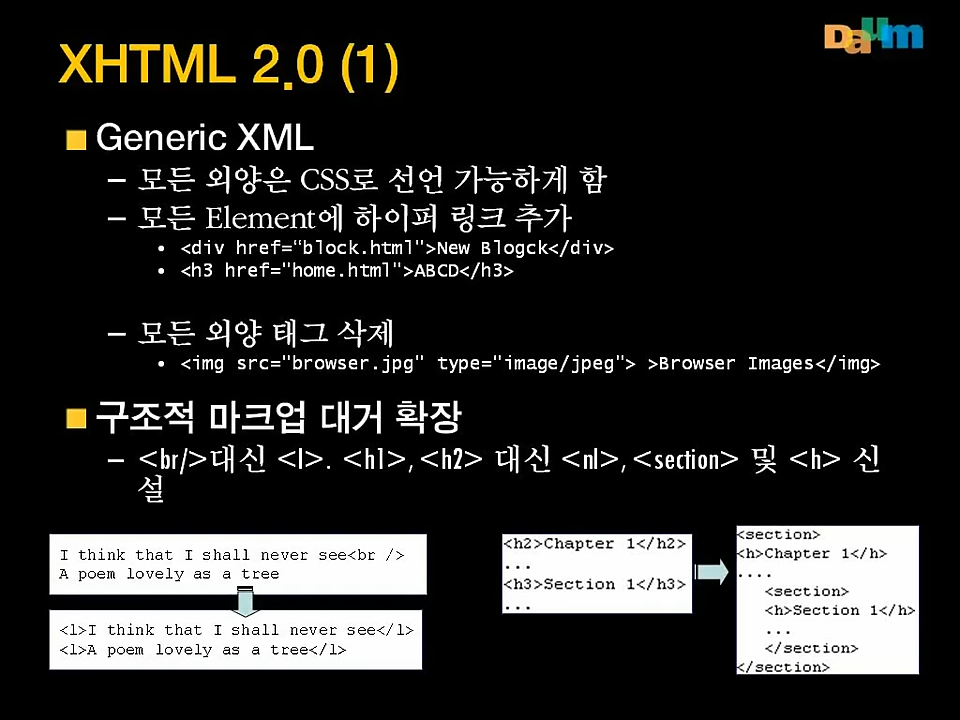 Daum
XHTML 2.0 (1)
Generic XML
– 모든 외양은 CSS로 선언 가능하게 함
– 모든 Element에 하이퍼 링크 추가
• <div href=“block.html">New Blogck</div>
• <h3 href="home.html">ABCD</h3>
– 모든 외양 태그 삭제
• <img src="browser.jpg" type="image/jpeg"> >Browser Images</img>
구조적 마크업 대거 확장
– <br/>대신 <l>. <h1>,<h2> 대신 <nl>,<section> 및 <h> 신
설
I think that I shall never see<br />
A poem lovely as a tree
<l>I think that I shall never see</l>
<l>A poem lovely as a tree</l>
<h2>Chapter 1</h2>
...
<h3>Section 1</h3>
...
<section>
<h>Chapter 1</h>
....
<section>
<h>Section 1</h>
...
</section>
</section>